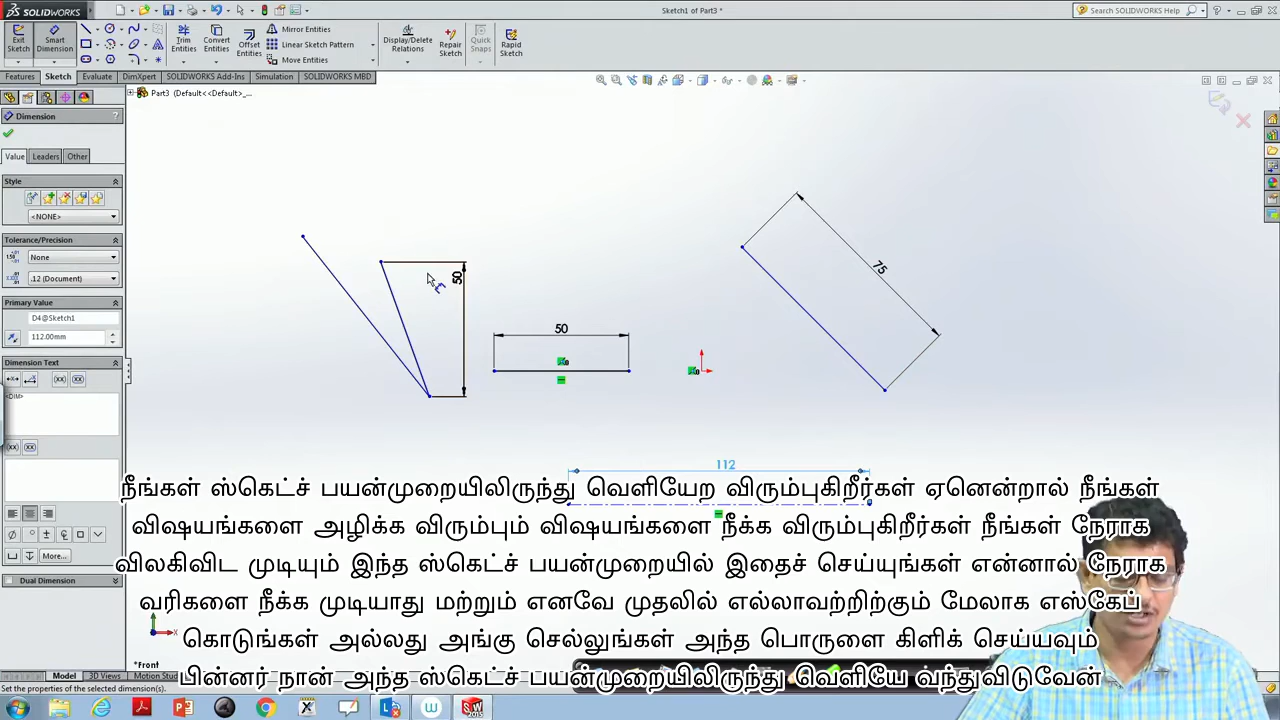 SOLIDWORKS
Sketch1 of Part3 *
Search SOLIDWORKS Help
Exit Sketch
Smart Dimension
Trim Entities
Convert Entities
Offset Entities
Mirror Entities
Linear Sketch Pattern
Move Entities
Display/Delete Relations
Repair Sketch
Quick Snaps
Rapid Sketch
Features Sketch Evaluate DimXpert SOLIDWORKS Add-Ins Simulation SOLIDWORKS MBD
Part3 (Default<<Default>_...
Dimension
Value Leaders Other
Style
<NONE>
Tolerance/Precision
None
.12 (Document)
Primary Value
D4@Sketch1
112.00mm
Dimension Text
<DIM>
More...
Dual Dimension
50
50
75
112
நீங்கள் ஸ்கெட்ச் பயன்முறையிலிருந்து வெளியேற விரும்புகிறீர்கள் ஏனென்றால் நீங்கள்
விஷயங்களை அழிக்க விரும்பும் விஷயங்களை நீக்க விரும்புகிறீர்கள் நீங்கள் நேராக
விலகிவிட முடியும் இந்த ஸ்கெட்ச் பயன்முறையில் இதைச் செய்யுங்கள் என்னால் நேராக
வரிகளை நீக்க முடியாது மற்றும் எனவே முதலில் எல்லாவற்றிற்கும் மேலாக எஸ்கேப்
கொடுங்கள் அல்லது அங்கு செல்லுங்கள் அந்த பொருளை கிளிக் செய்யவும்
பின்னர் நான் அந்த ஸ்கெட்ச் பயன்முறையிலிருந்து வெளியே வந்துவிடுவேன்
*Front
Model 3D Views Motion Stu
Set the properties of the selected dimension(s).